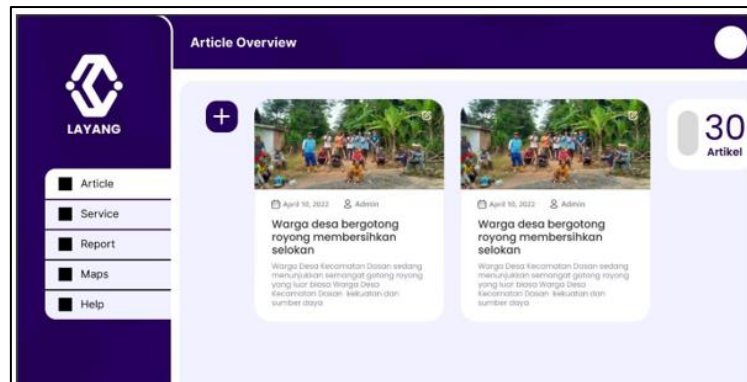 Article Overview
LAYANG
Article
Service
Report
Maps
Help
April 10, 2022 Admin
Warga desa bergotong
royong membersihkan
selokan
Warga Desa Kecamatan Dasan sedang
menunjukkan semangat gotong royong
yang luar biasa Warga Desa
Kecamatan Dasan kekuatan dan
sumber daya
April 10, 2022 Admin
Warga desa bergotong
royong membersihkan
selokan
Warga Desa Kecamatan Dasan sedang
menunjukkan semangat gotong royong
yang luar biasa Warga Desa
Kecamatan Dasan kekuatan dan
sumber daya
30
Artikel